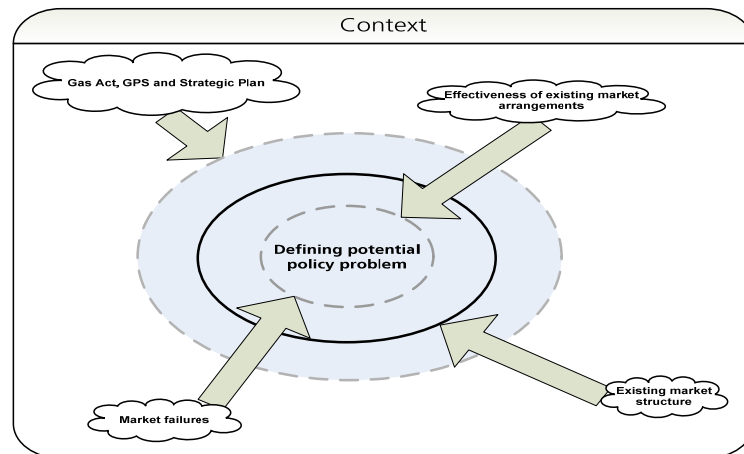 Context
Gas Act, GPS and Strategic Plan
Effectiveness of existing market
arrangements
Defining potential
policy problem
Market failures
Existing market
structure